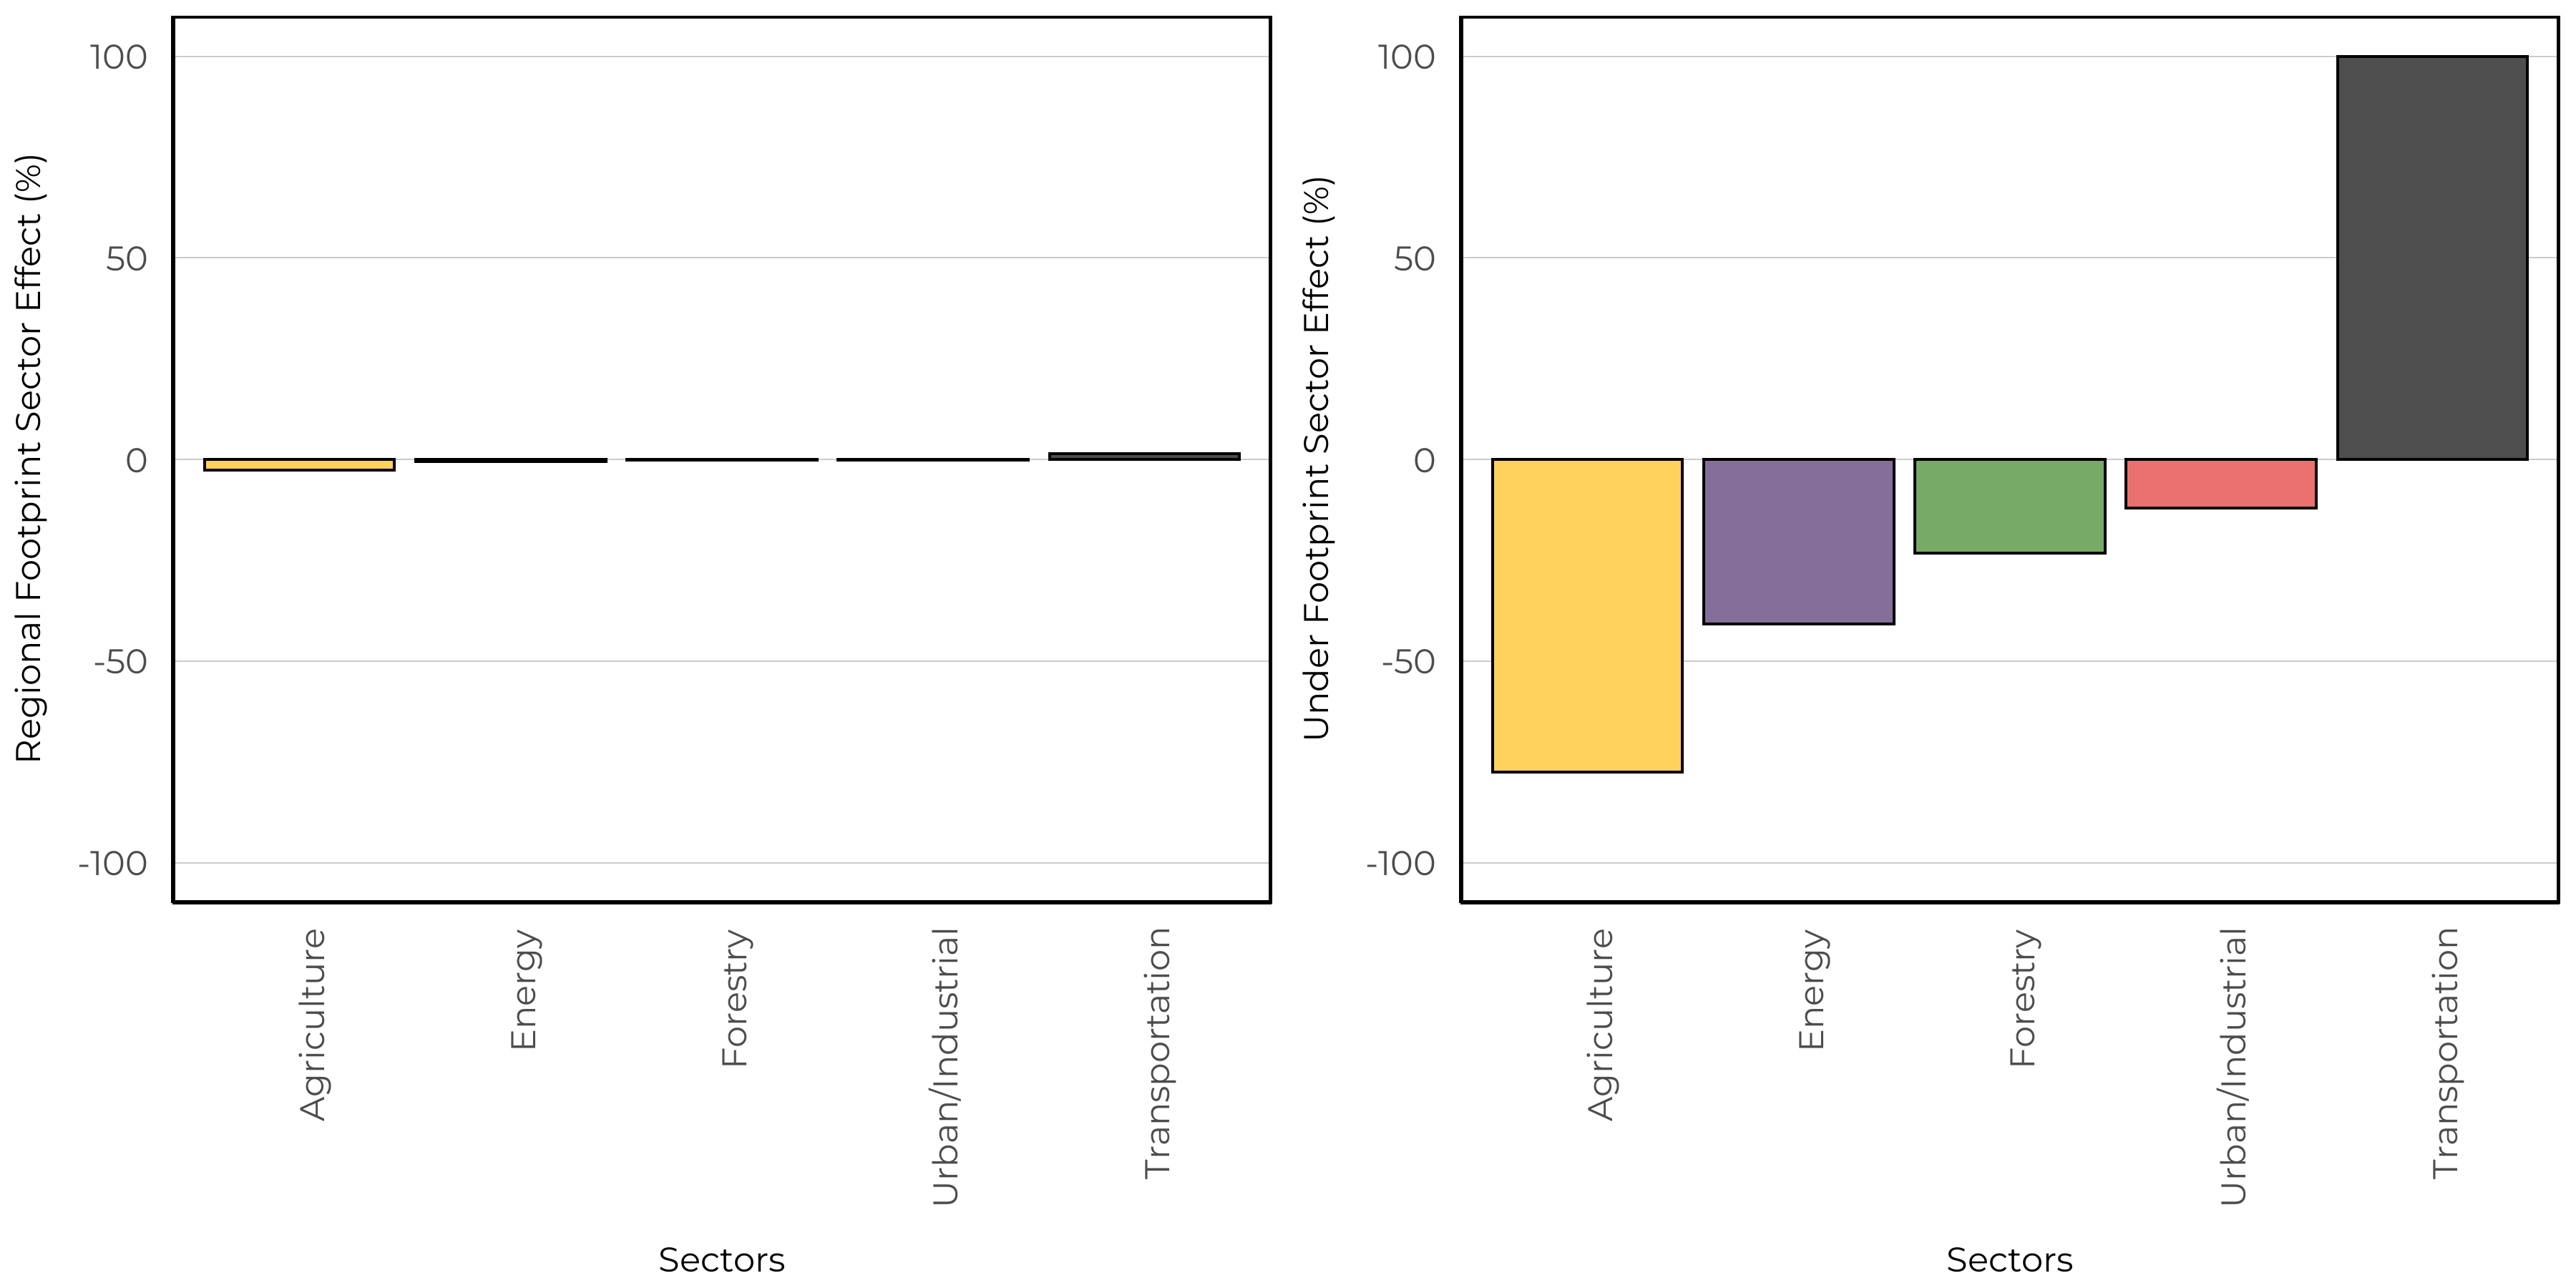 Regional Footprint Sector Effect (%)
100
50
0
-50
-100
Agriculture
Energy
Forestry
Urban/Industrial
Transportation
Sectors
Under Footprint Sector Effect (%)
100
50
0
-50
-100
Agriculture
Energy
Forestry
Urban/Industrial
Transportation
Sectors